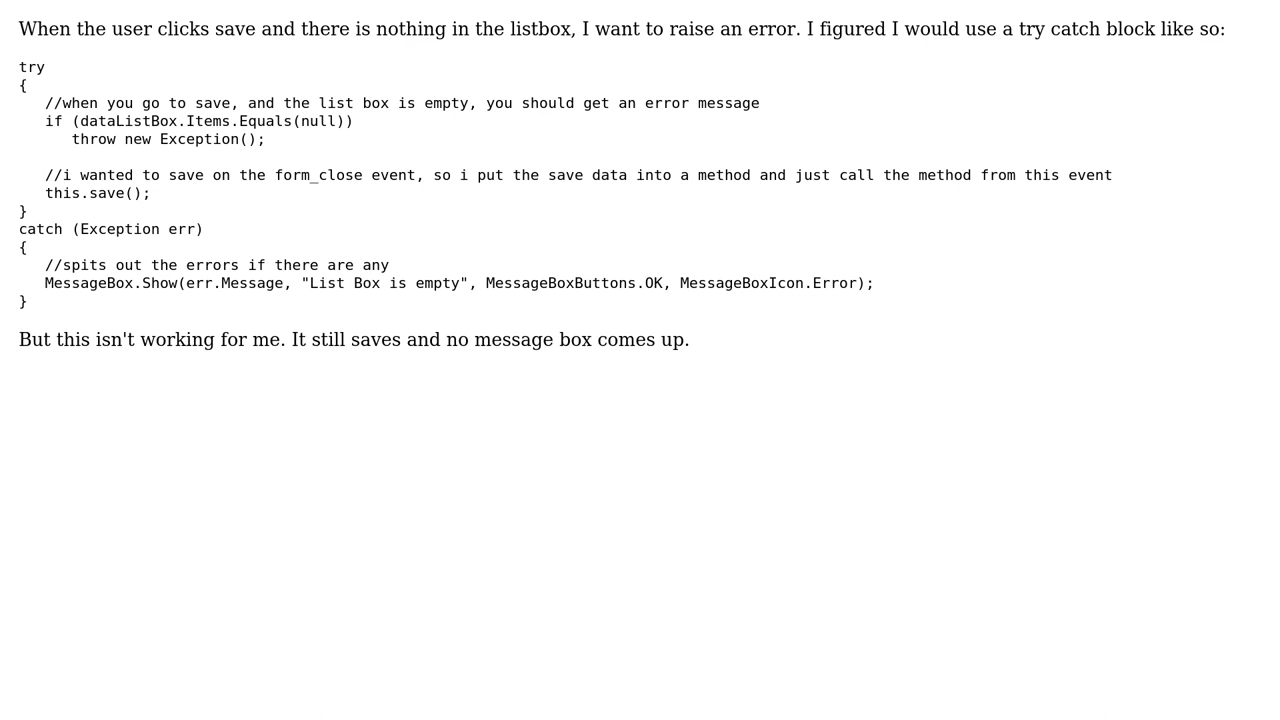 When the user clicks save and there is nothing in the listbox, I want to raise an error. I figured I would use a try catch block like so:
try
{
   //when you go to save, and the list box is empty, you should get an error message
   if (dataListBox.Items.Equals(null))
      throw new Exception();

   //i wanted to save on the form_close event, so i put the save data into a method and just call the method from this event
   this.save();
}
catch (Exception err)
{
   //spits out the errors if there are any
   MessageBox.Show(err.Message, "List Box is empty", MessageBoxButtons.OK, MessageBoxIcon.Error);
}
But this isn't working for me. It still saves and no message box comes up.